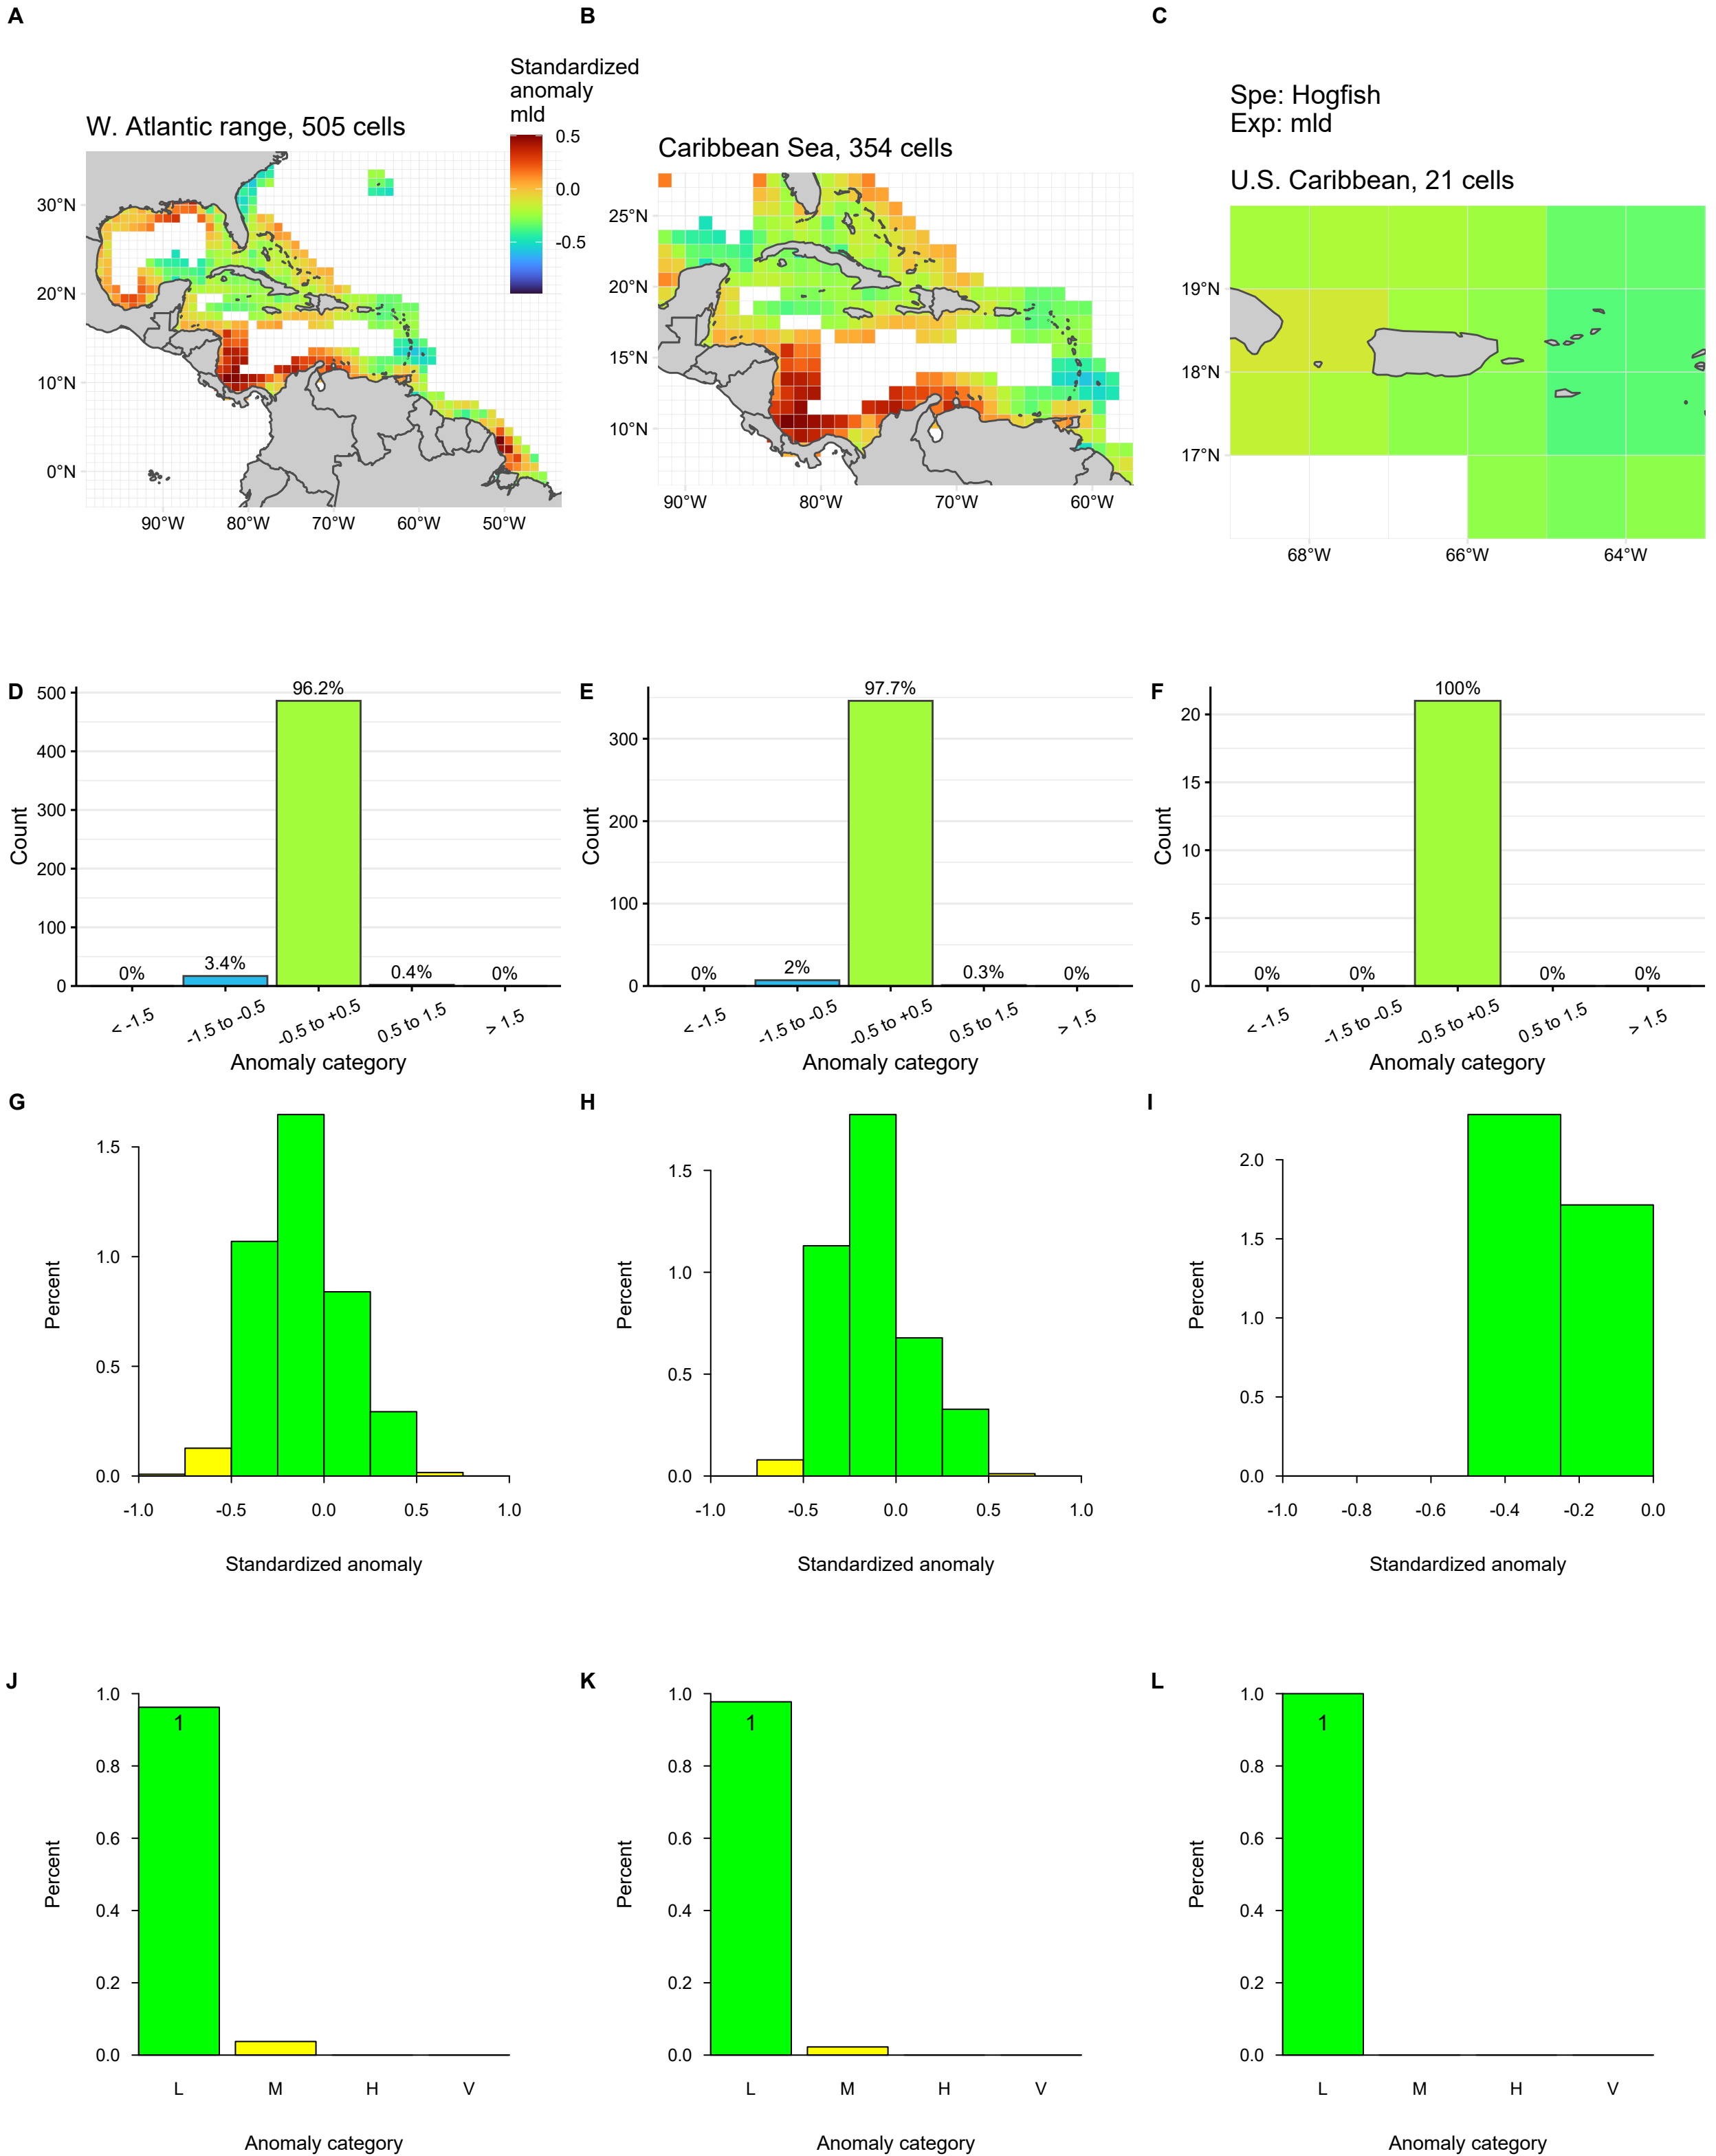 A
B
C
Standardized
anomaly
mld
0.5
0.0
-0.5
W. Atlantic range, 505 cells
30°N
20°N
10°N
0°N
90°W 80°W 70°W 60°W 50°W
Caribbean Sea, 354 cells
25°N
20°N
15°N
10°N
90°W 80°W 70°W 60°W
Spe: Hogfish
Exp: mld
U.S. Caribbean, 21 cells
19°N
18°N
17°N
68°W 66°W 64°W
D
Count
500
400
300
200
100
0
0% 3.4% 96.2% 0.4% 0%
< -1.5 -1.5 to -0.5 -0.5 to +0.5 0.5 to 1.5 > 1.5
Anomaly category
E
Count
300
200
100
0
0% 2% 97.7% 0.3% 0%
< -1.5 -1.5 to -0.5 -0.5 to +0.5 0.5 to 1.5 > 1.5
Anomaly category
F
Count
20
15
10
5
0
0% 0% 100% 0% 0%
< -1.5 -1.5 to -0.5 -0.5 to +0.5 0.5 to 1.5 > 1.5
Anomaly category
G
Percent
1.5
1.0
0.5
0.0
-1.0 -0.5 0.0 0.5 1.0
Standardized anomaly
H
Percent
1.5
1.0
0.5
0.0
-1.0 -0.5 0.0 0.5 1.0
Standardized anomaly
I
Percent
2.0
1.5
1.0
0.5
0.0
-1.0 -0.8 -0.6 -0.4 -0.2 0.0
Standardized anomaly
J
Percent
1.0
0.8
0.6
0.4
0.2
0.0
1
L M H V
Anomaly category
K
Percent
1.0
0.8
0.6
0.4
0.2
0.0
1
L M H V
Anomaly category
L
Percent
1.0
0.8
0.6
0.4
0.2
0.0
1
L M H V
Anomaly category